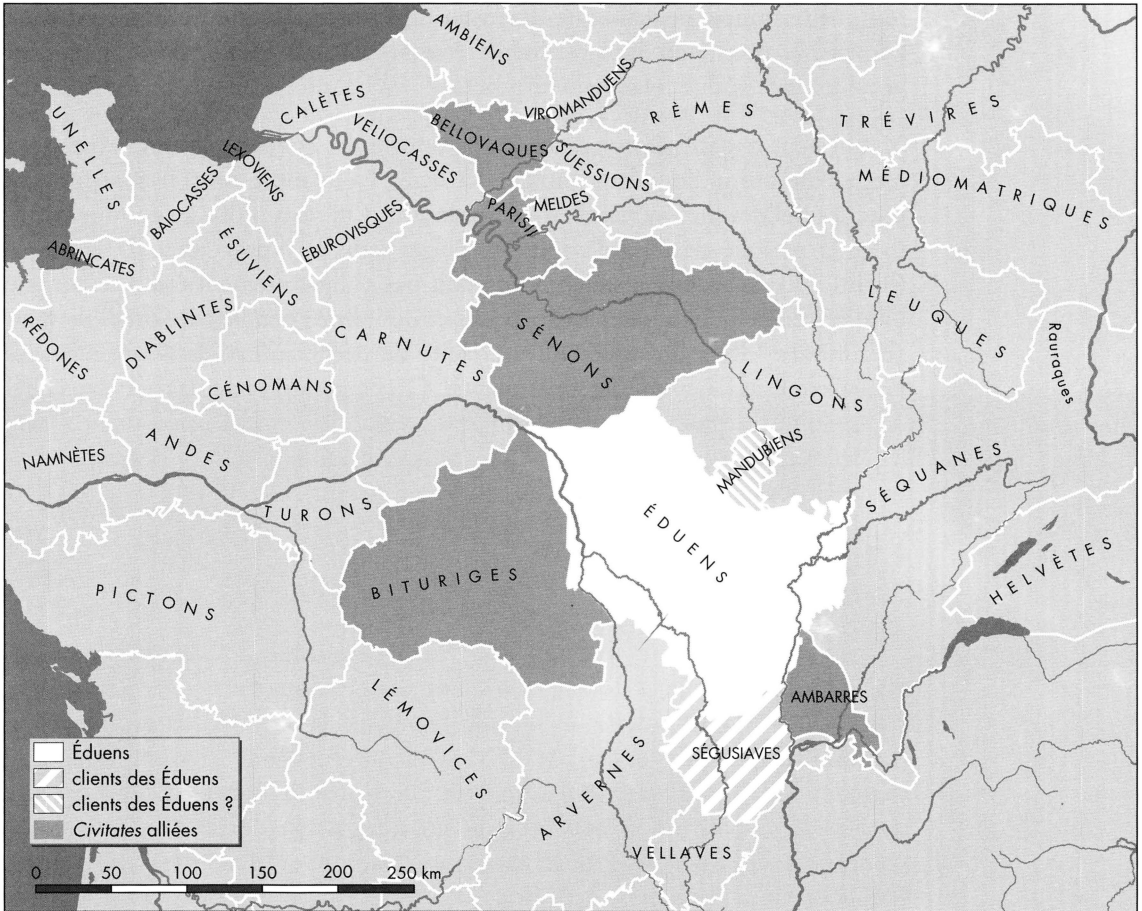 AMBIENS
CALÈTES
VIROMANDUENS
UNELLES
LEXOVIENS
VELIOCASSES
BELLOVAQUES
RÈMES
TRÉVIRES
BAIOCASSES
SUESSIONS
MÉDIOMATRIQUES
PARISII
MELDES
ÉBUROVISQUES
ABRINCATES
ÉSUVIENS
LEUQUES
RÉDONES
DIABLINTES
CARNUTES
SÉNONS
Rauraques
CÉNOMANS
LINGONS
NAMNÈTES
ANDES
MANDUBIENS
SÉQUANES
TURONS
ÉDUENS
PICTONS
BITURIGES
HELVÈTES
LÉMOVICES
AMBARRES
ARVERNES
SÉGUSIAVES
VELLAVES
Éduens
clients des Éduens
clients des Éduens ?
Civitates alliées
0 50 100 150 200 250 km